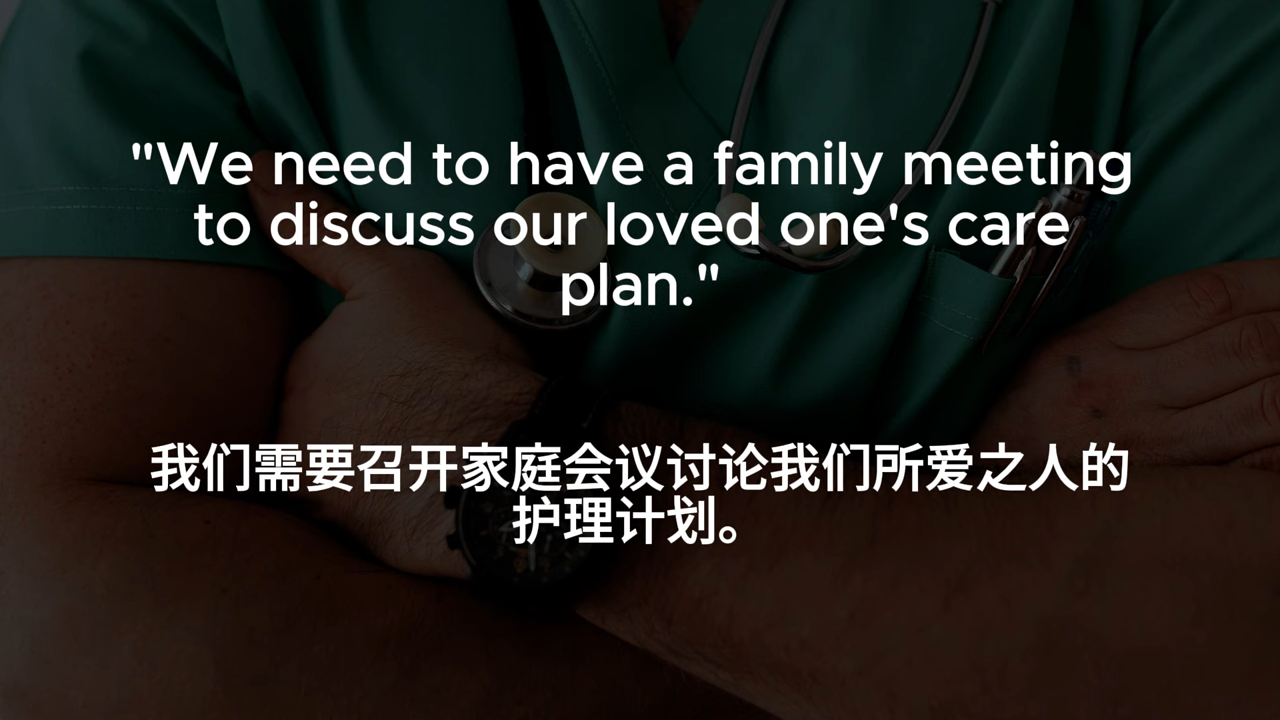 "We need to have a family meeting
to discuss our loved one's care
plan."
我们需要召开家庭会议讨论我们所爱之人的
护理计划。